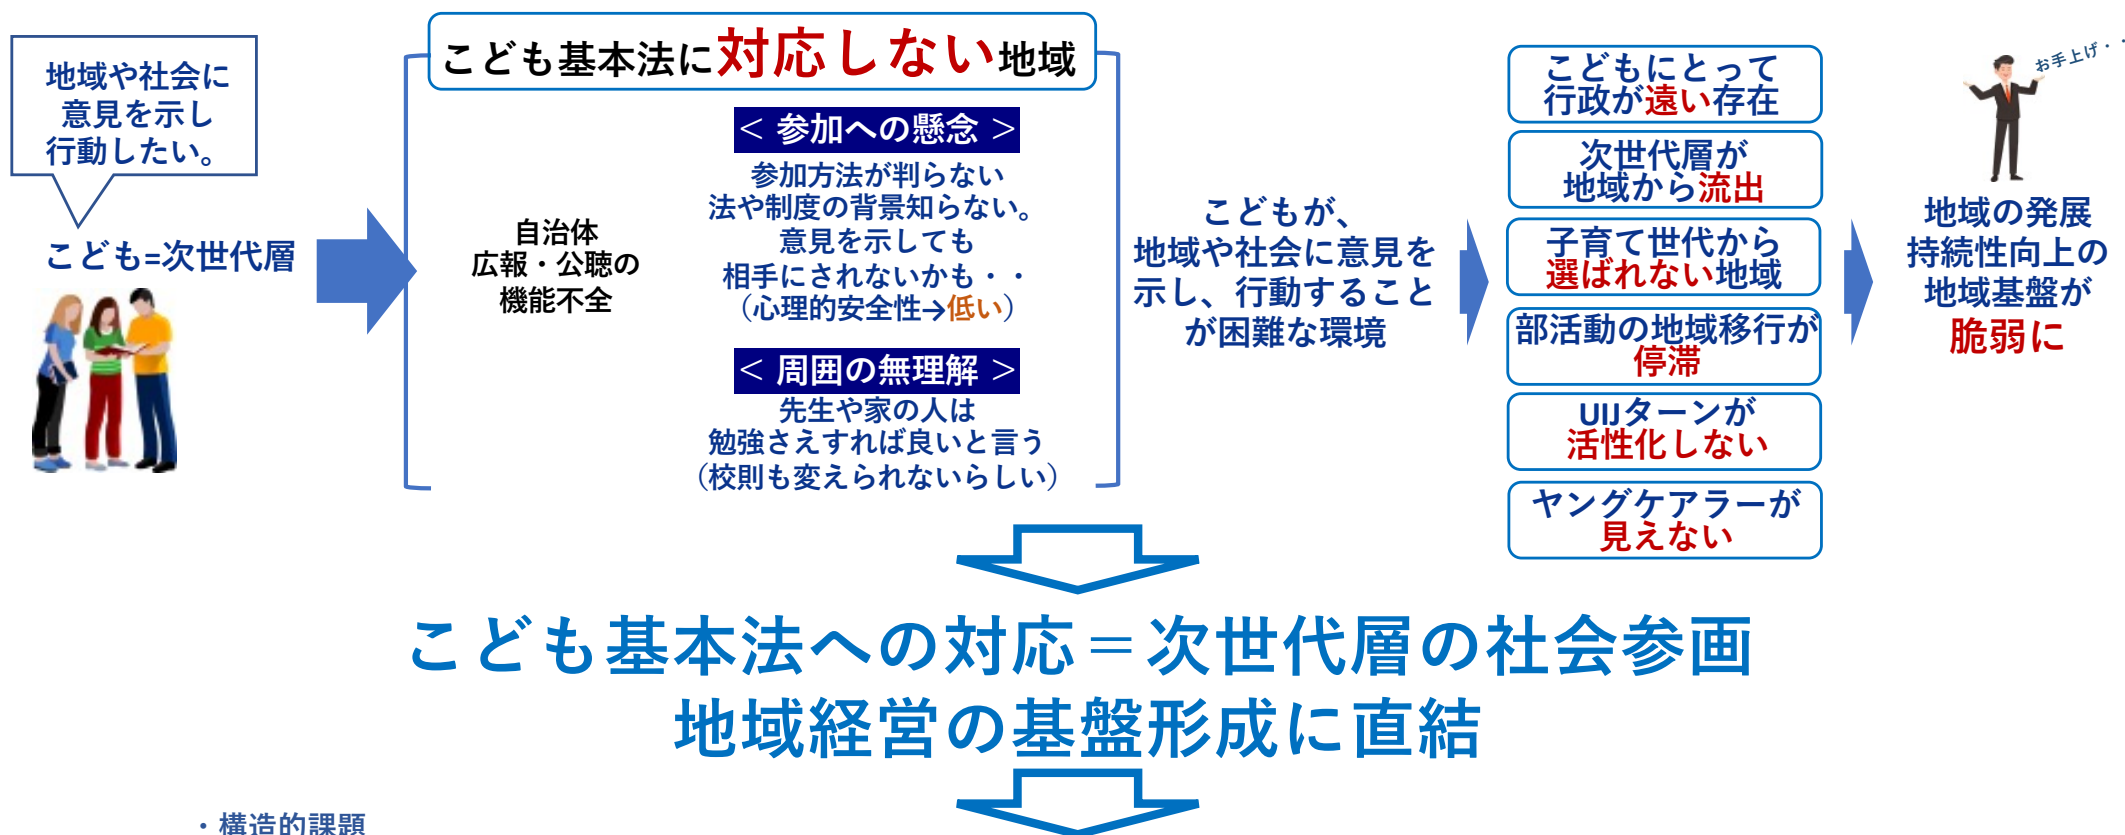 地域や社会に
意見を示し
行動したい。
こども=次世代層
こども基本法に対応しない地域
自治体
広報・公聴の
機能不全
< 参加への懸念 >
参加方法が判らない
法や制度の背景知らない。
意見を示しても
相手にされないかも・・
（心理的安全性→低い）
< 周囲の無理解 >
先生や家の人は
勉強さえすれば良いと言う
（校則も変えられないらしい）
こどもが、
地域や社会に意見を
示し、行動すること
が困難な環境
こどもにとって
行政が遠い存在
次世代層が
地域から流出
子育て世代から
選ばれない地域
部活動の地域移行が
停滞
UIJターンが
活性化しない
ヤングケアラーが
見えない
お手上げ・・
地域の発展
持続性向上の
地域基盤が
脆弱に
こども基本法への対応＝次世代層の社会参画
地域経営の基盤形成に直結
・構造的課題